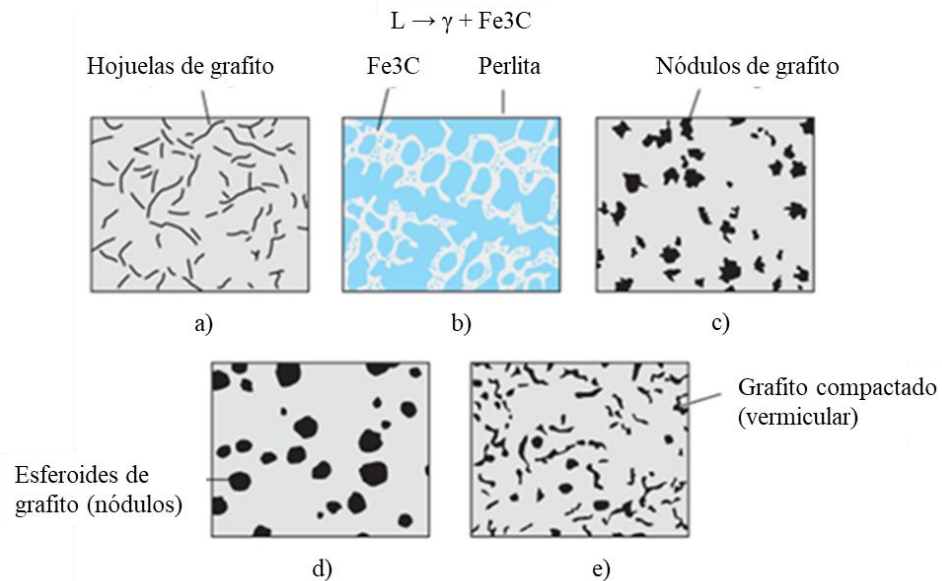 L → γ + Fe3C
Hojuelas de grafito
Fe3C
Perlita
Nódulos de grafito
a)
b)
c)
Esferoides de
grafito (nódulos)
Grafito compactado
(vermicular)
d)
e)